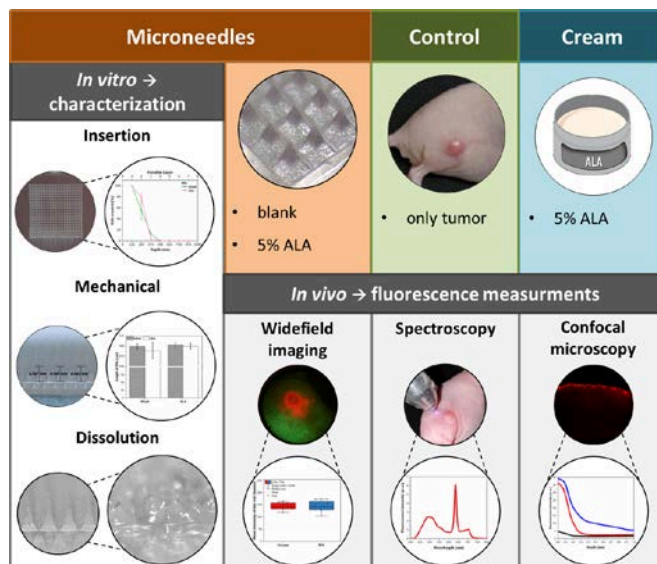 Microneedles
Control
Cream
In vitro →
characterization
Insertion
Mechanical
Dissolution
• blank
• 5% ALA
• only tumor
ALA
• 5% ALA
In vivo → fluorescence measurments
Widefield
imaging
Spectroscopy
Confocal
microscopy